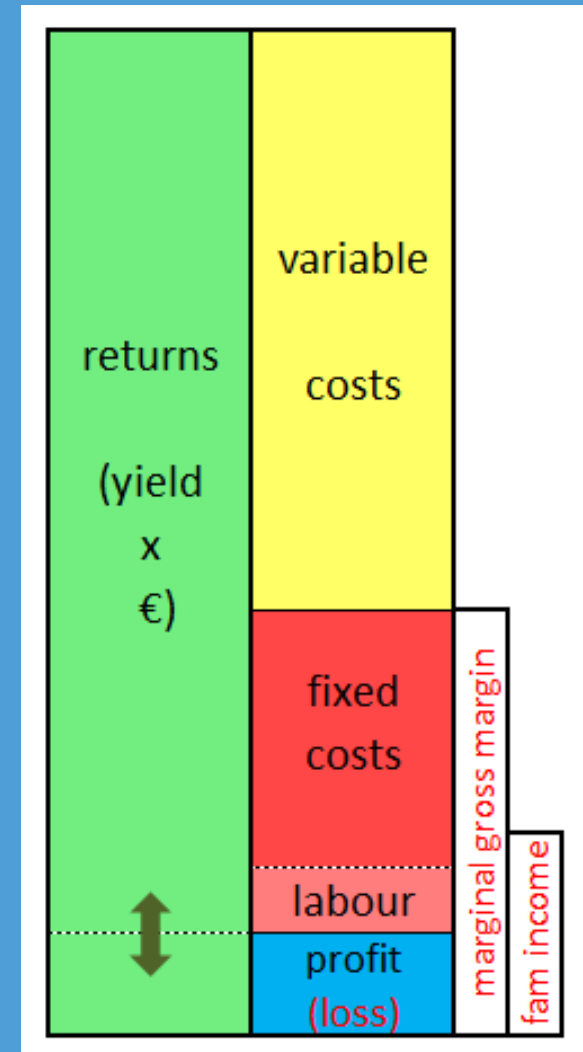 returns
(yield
x
€)
variable
costs
fixed
costs
labour
profit
(loss)
marginal gross margin
fam income